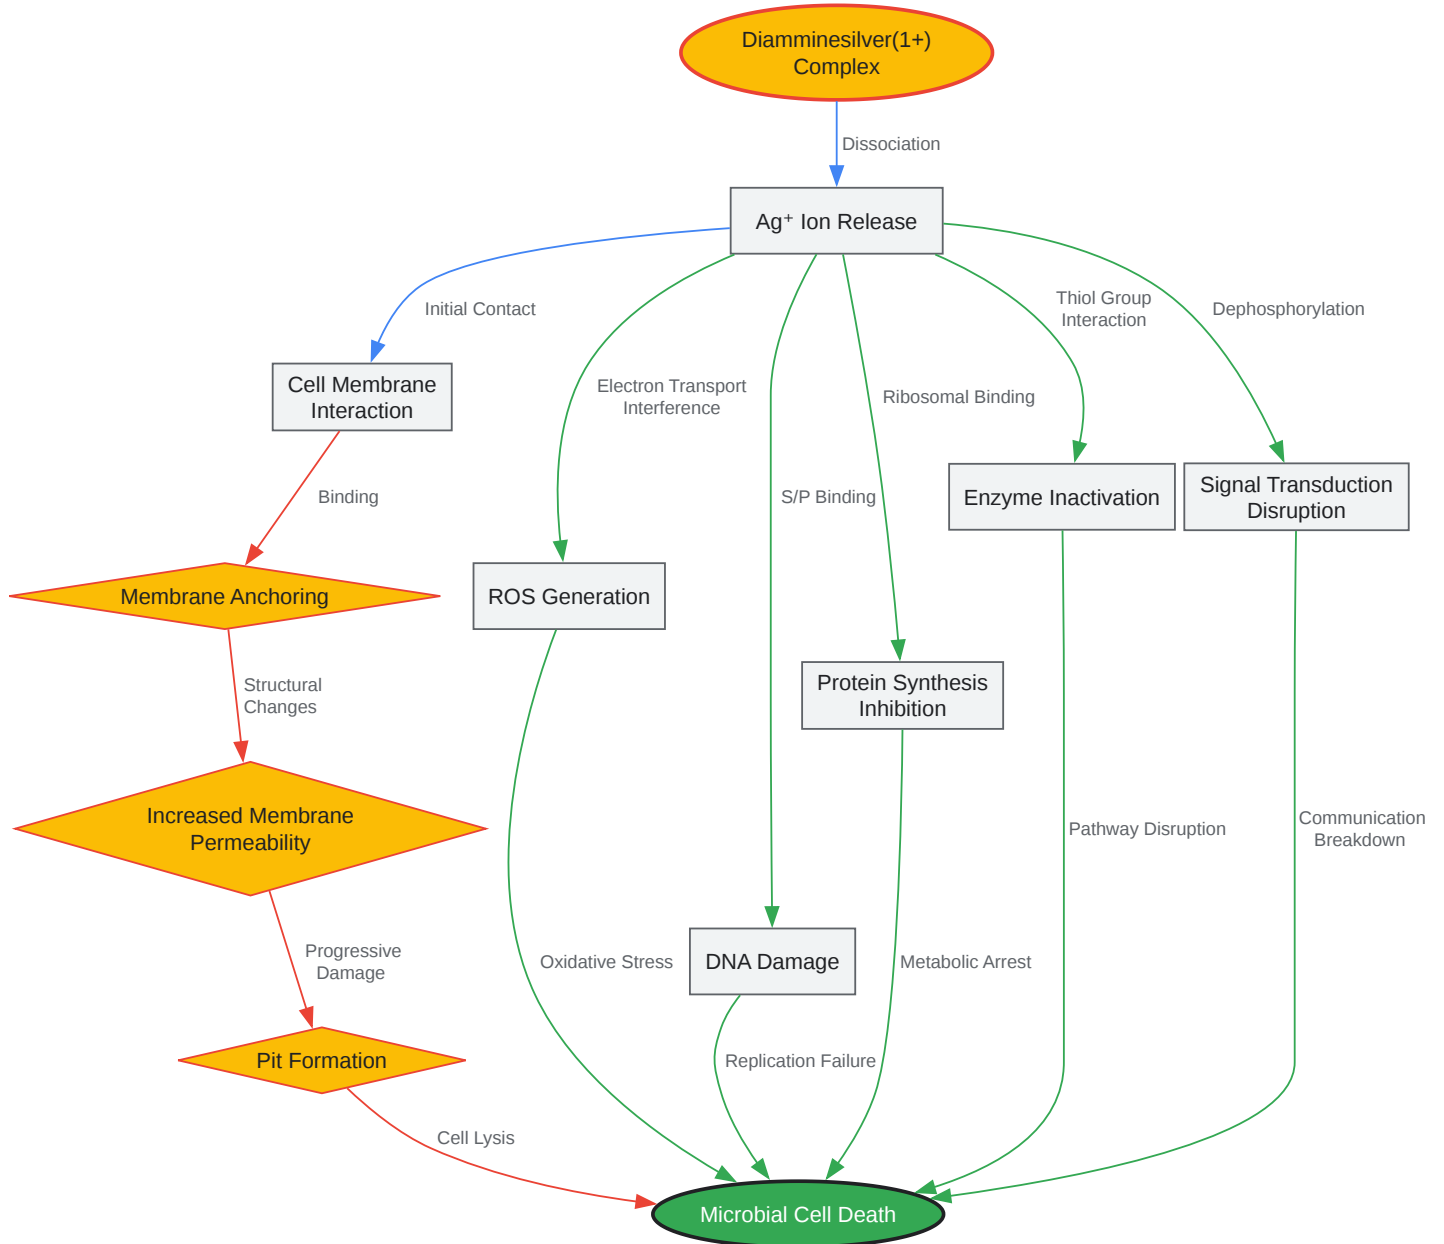 Diamminesilver(1+)
Complex
Dissociation
Ag⁺ Ion Release
Initial Contact
Thiol Group
Interaction
Dephosphorylation
Cell Membrane
Interaction
Electron Transport
Interference
Ribosomal Binding
Binding
S/P Binding
Enzyme Inactivation
Signal Transduction
Disruption
Membrane Anchoring
ROS Generation
Structural
Changes
Protein Synthesis
Inhibition
Increased Membrane
Permeability
Pathway Disruption
Communication
Breakdown
Progressive
Damage
Oxidative Stress
DNA Damage
Metabolic Arrest
Pit Formation
Replication Failure
Cell Lysis
Microbial Cell Death